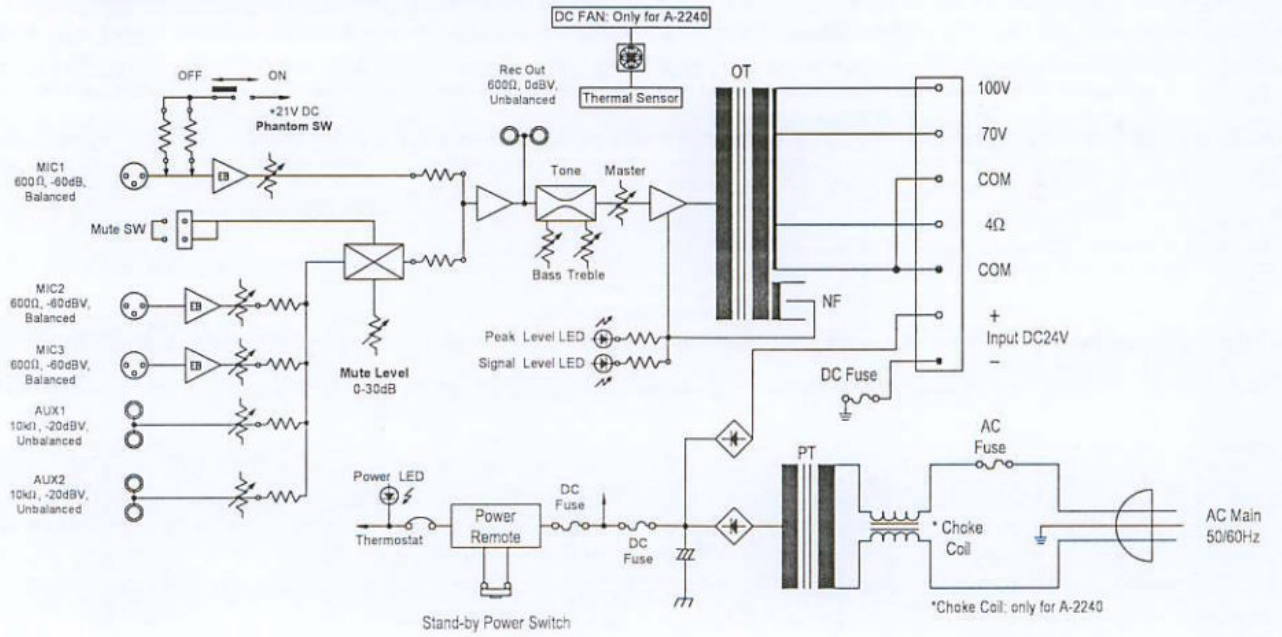 DC FAN: Only for A-2240
Thermal Sensor
OFF
ON
+21V DC
Phantom SW
Rec Out
600Ω, 0dBV,
Unbalanced
OT
100V
70V
COM
4Ω
COM
+
Input DC24V
−
MIC1
600Ω, -60dB,
Balanced
Tone
Master
Mute SW
Bass Treble
MIC2
600Ω, -60dBV,
Balanced
NF
Peak Level LED
Signal Level LED
MIC3
600Ω, -60dBV,
Balanced
Mute Level
0-30dB
DC Fuse
AUX1
10kΩ, -20dBV,
Unbalanced
AC
Fuse
PT
AUX2
10kΩ, -20dBV,
Unbalanced
Power LED
Thermostat
Power
Remote
DC
Fuse
DC
Fuse
* Choke
Coil
AC Main
50/60Hz
*Choke Coil: only for A-2240
Stand-by Power Switch